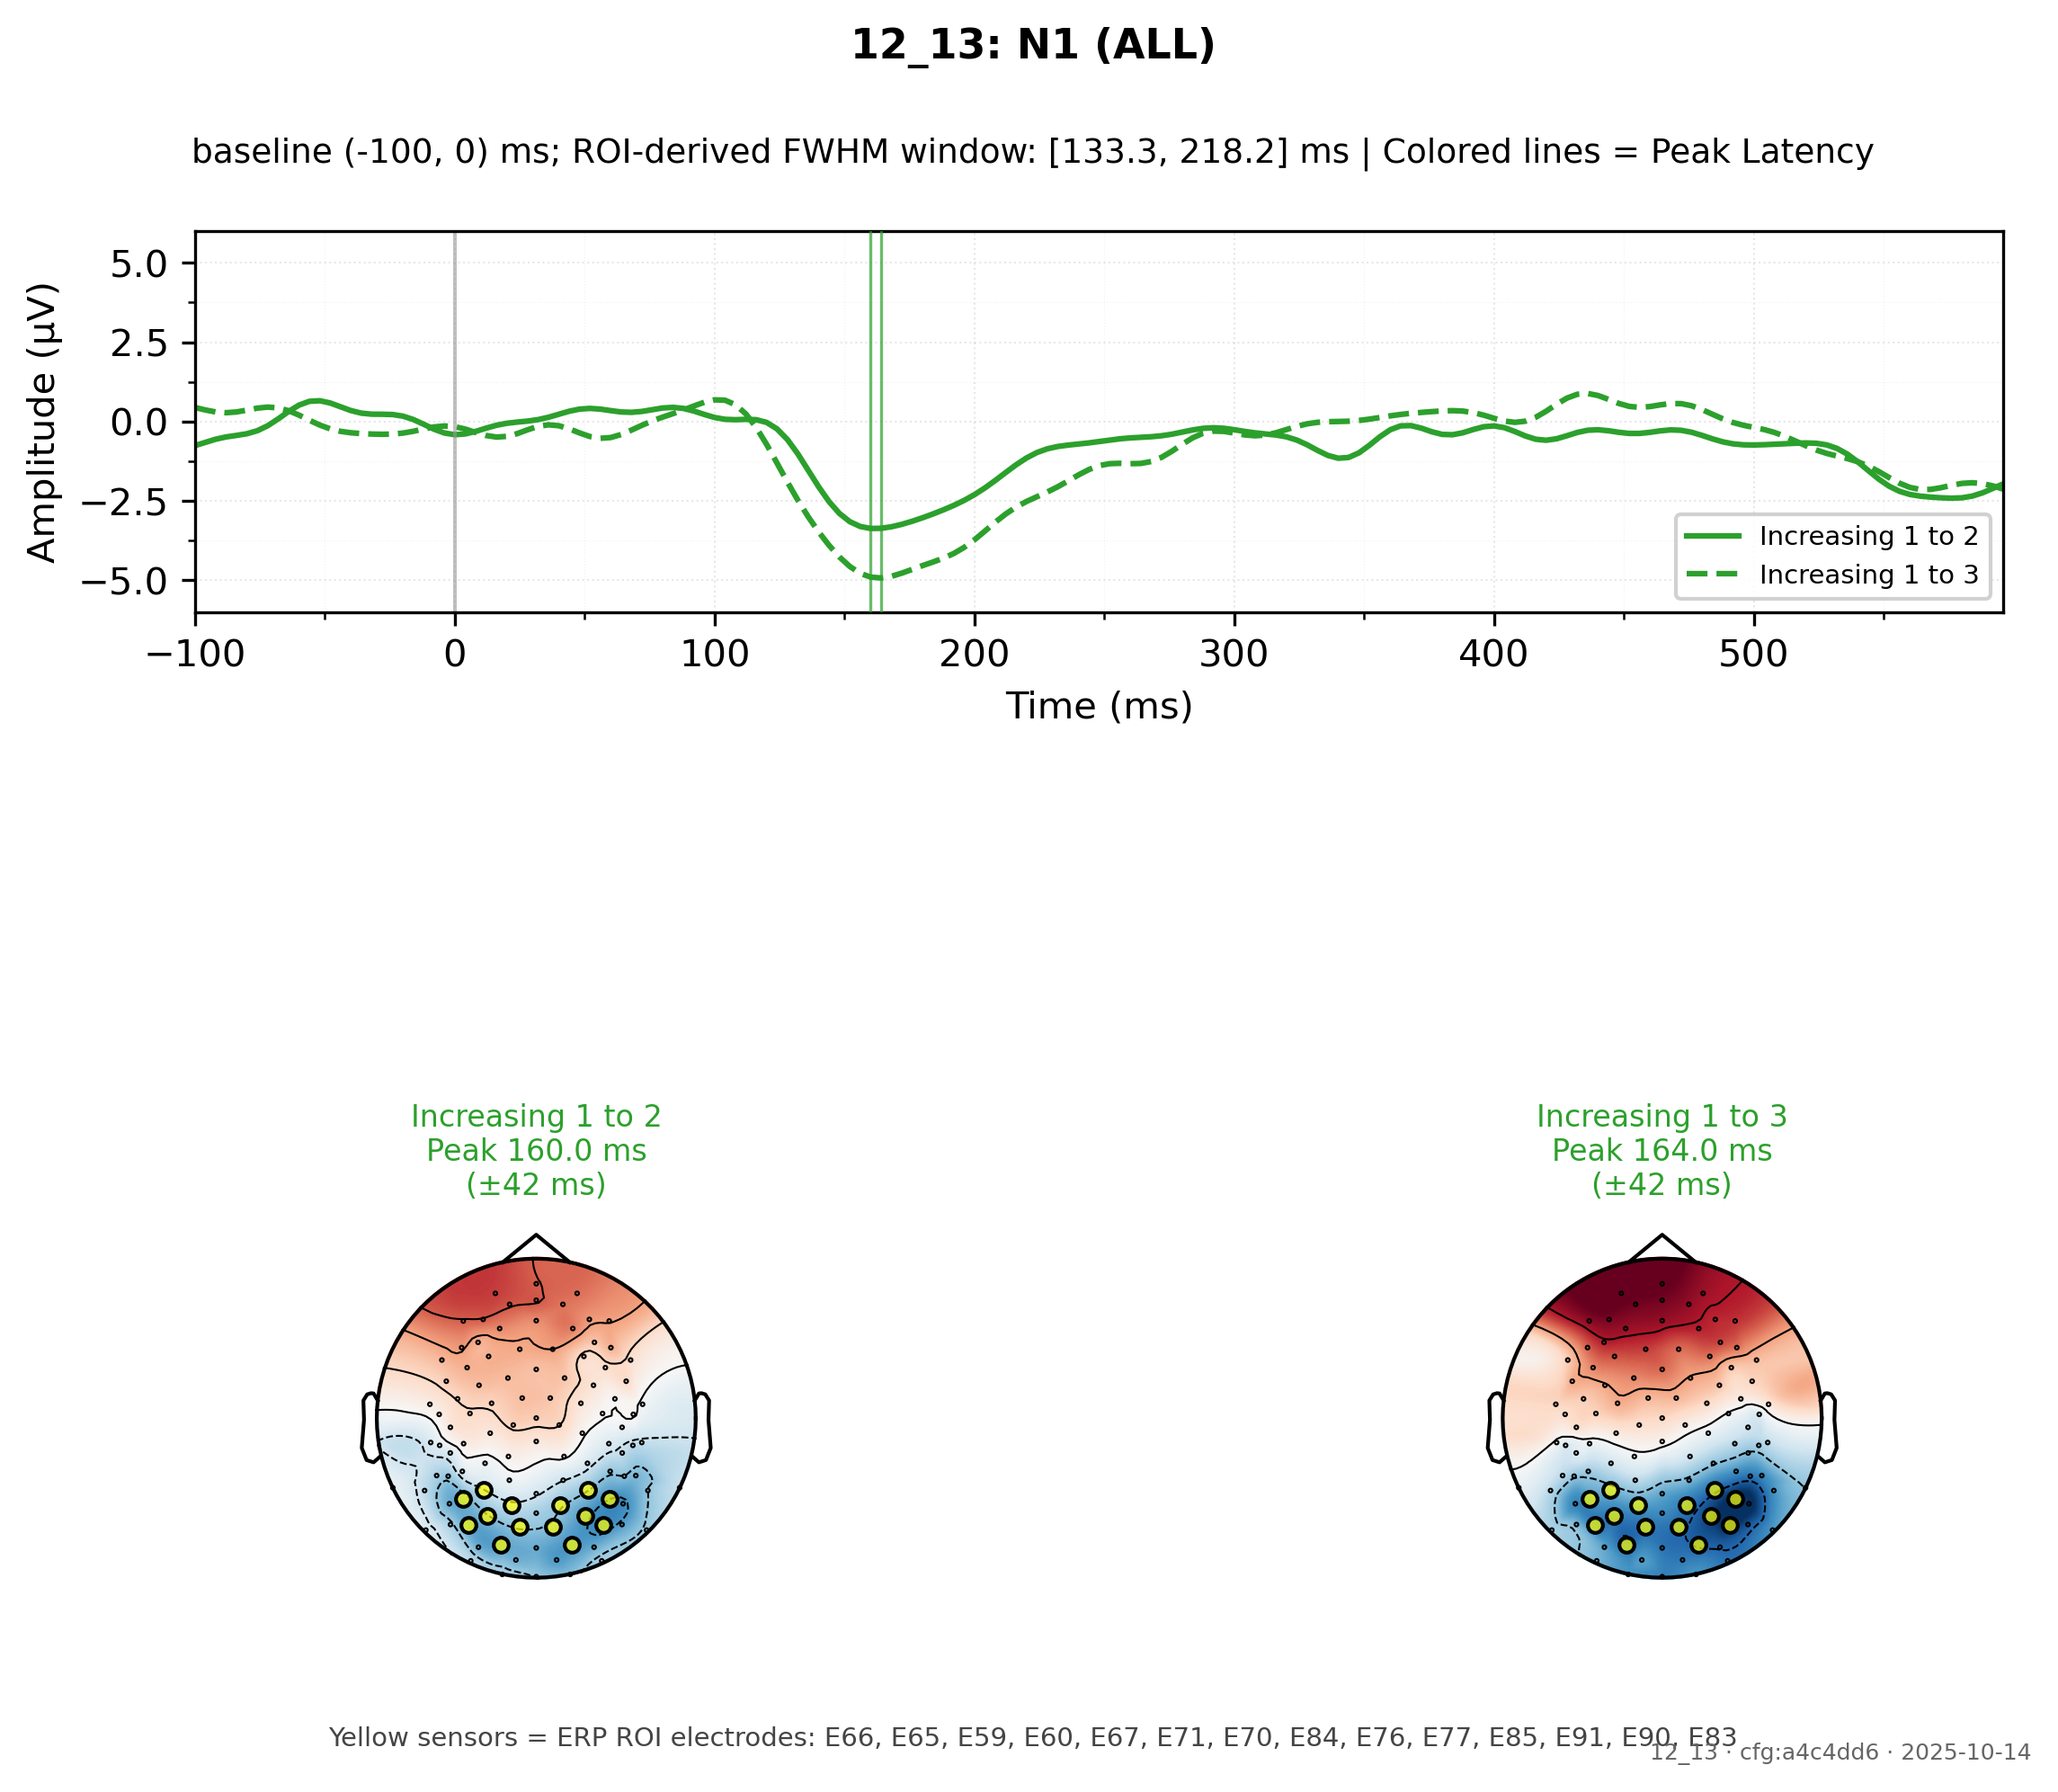 12_13: N1 (ALL)
baseline (-100, 0) ms; ROI-derived FWHM window: [133.3, 218.2] ms | Colored lines = Peak Latency
Amplitude (µV)
5.0
2.5
0.0
−2.5
−5.0
Increasing 1 to 2
Increasing 1 to 3
−100 0 100 200 300 400 500
Time (ms)
Increasing 1 to 2
Peak 160.0 ms
(±42 ms)
Increasing 1 to 3
Peak 164.0 ms
(±42 ms)
Yellow sensors = ERP ROI electrodes: E66, E65, E59, E60, E67, E71, E70, E84, E76, E77, E85, E91, E90, E83
12_13 · cfg:a4c4dd6 · 2025-10-14